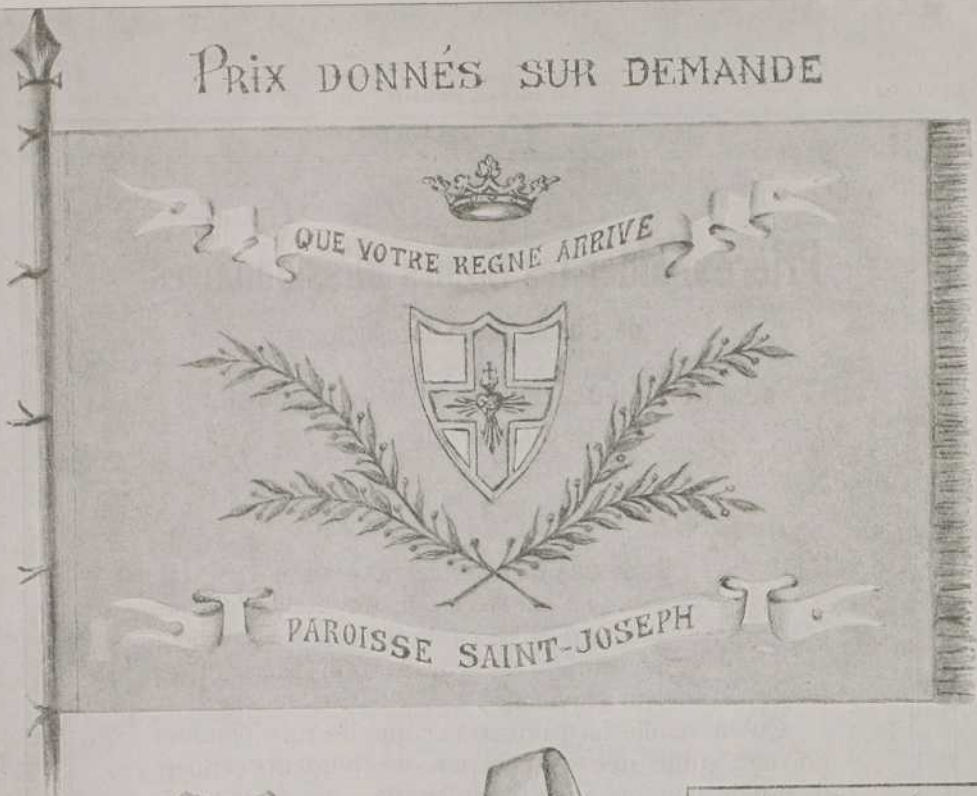 PRIX DONNÉS SUR DEMANDE
QUE VOTRE REGNE ARRIVE
PAROISSE SAINT-JOSEPH